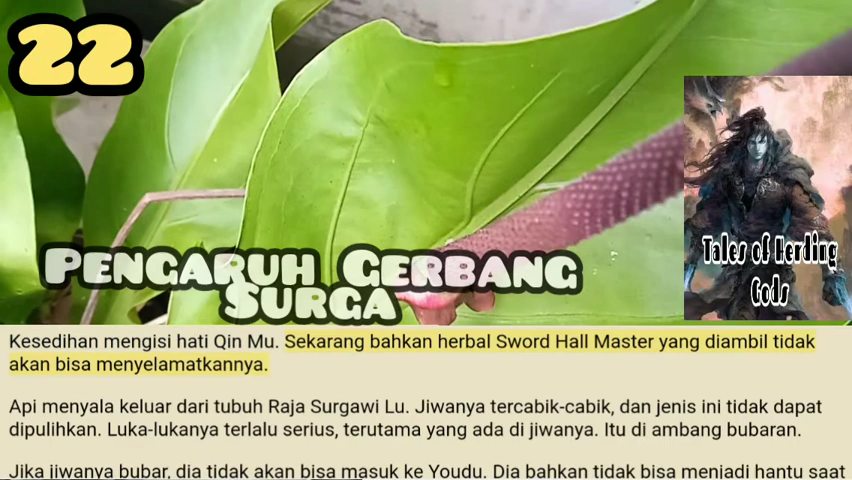 22
PENGARUH GERBANG
SURGA
Tales of Herding
Gods
Kesedihan mengisi hati Qin Mu. Sekarang bahkan herbal Sword Hall Master yang diambil tidak
akan bisa menyelamatkannya.
Api menyala keluar dari tubuh Raja Surgawi Lu. Jiwanya tercabik-cabik, dan jenis ini tidak dapat
dipulihkan. Luka-lukanya terlalu serius, terutama yang ada di jiwanya. Itu di ambang bubaran.
Jika jiwanya bubar, dia tidak akan bisa masuk ke Youdu. Dia bahkan tidak bisa menjadi hantu saat